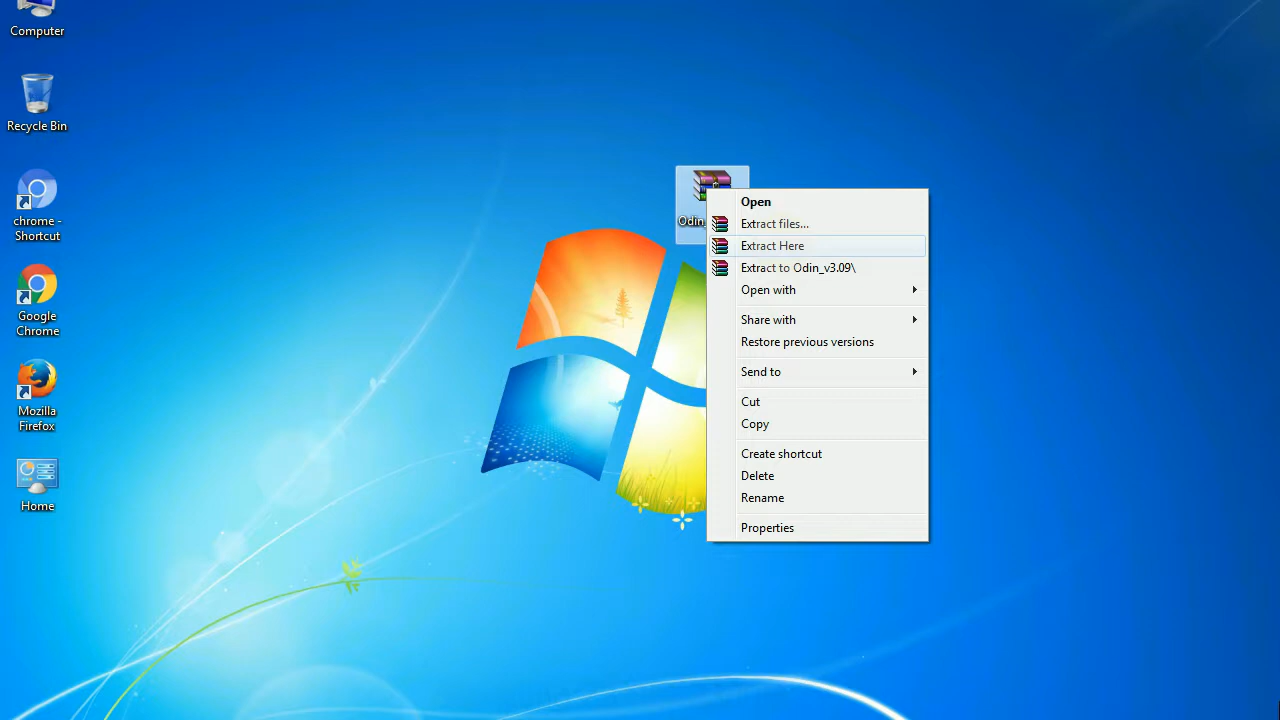 Computer
Recycle Bin
chrome -
Shortcut
Google
Chrome
Mozilla
Firefox
Home
Odin_
Open
Extract files...
Extract Here
Extract to Odin_v3.09\
Open with
Share with
Restore previous versions
Send to
Cut
Copy
Create shortcut
Delete
Rename
Properties